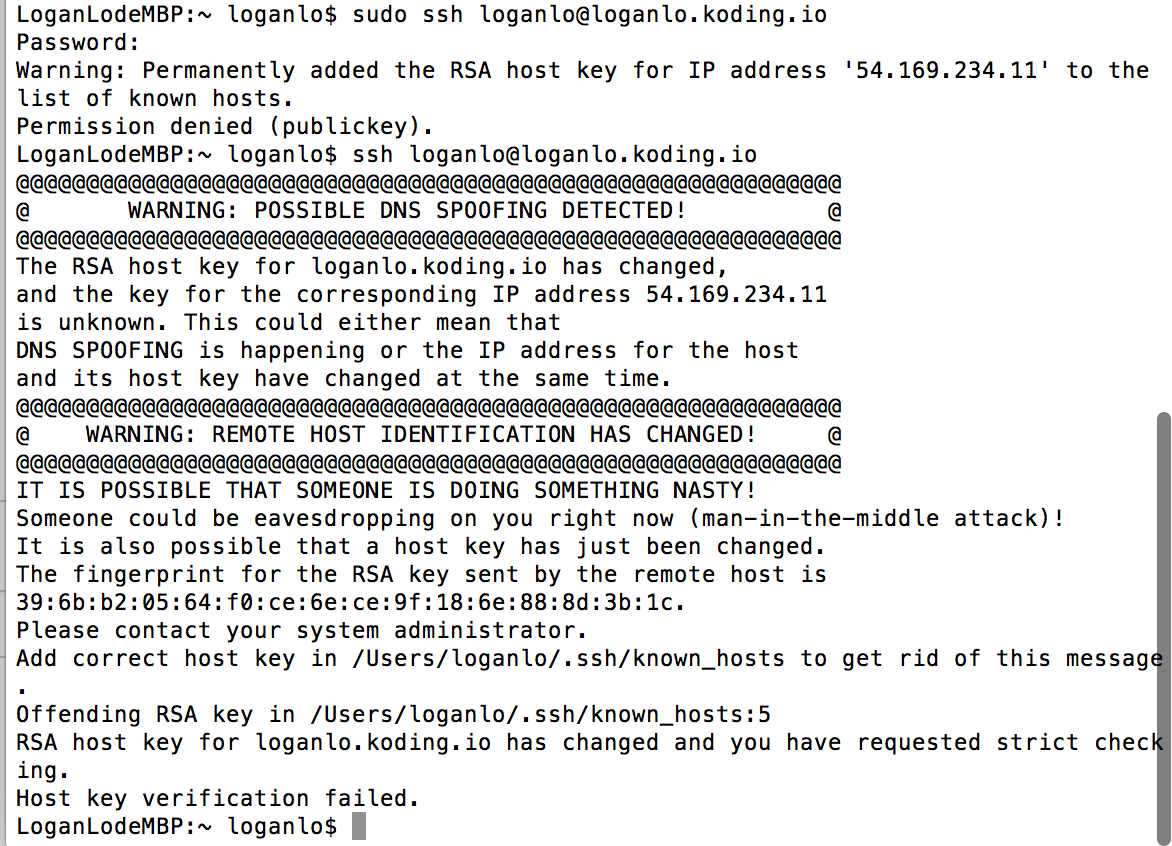 LoganLodeMBP:~ loganlo$ sudo ssh loganlo@loganlo.koding.io
Password:
Warning: Permanently added the RSA host key for IP address '54.169.234.11' to the
list of known hosts.
Permission denied (publickey).
LoganLodeMBP:~ loganlo$ ssh loganlo@loganlo.koding.io
@@@@@@@@@@@@@@@@@@@@@@@@@@@@@@@@@@@@@@@@@@@@@@@@@@@@@@@@@@@
@       WARNING: POSSIBLE DNS SPOOFING DETECTED!          @
@@@@@@@@@@@@@@@@@@@@@@@@@@@@@@@@@@@@@@@@@@@@@@@@@@@@@@@@@@@
The RSA host key for loganlo.koding.io has changed,
and the key for the corresponding IP address 54.169.234.11
is unknown. This could either mean that
DNS SPOOFING is happening or the IP address for the host
and its host key have changed at the same time.
@@@@@@@@@@@@@@@@@@@@@@@@@@@@@@@@@@@@@@@@@@@@@@@@@@@@@@@@@@@
@    WARNING: REMOTE HOST IDENTIFICATION HAS CHANGED!     @
@@@@@@@@@@@@@@@@@@@@@@@@@@@@@@@@@@@@@@@@@@@@@@@@@@@@@@@@@@@
IT IS POSSIBLE THAT SOMEONE IS DOING SOMETHING NASTY!
Someone could be eavesdropping on you right now (man-in-the-middle attack)!
It is also possible that a host key has just been changed.
The fingerprint for the RSA key sent by the remote host is
39:6b:b2:05:64:f0:ce:6e:ce:9f:18:6e:88:8d:3b:1c.
Please contact your system administrator.
Add correct host key in /Users/loganlo/.ssh/known_hosts to get rid of this message
.
Offending RSA key in /Users/loganlo/.ssh/known_hosts:5
RSA host key for loganlo.koding.io has changed and you have requested strict check
ing.
Host key verification failed.
LoganLodeMBP:~ loganlo$